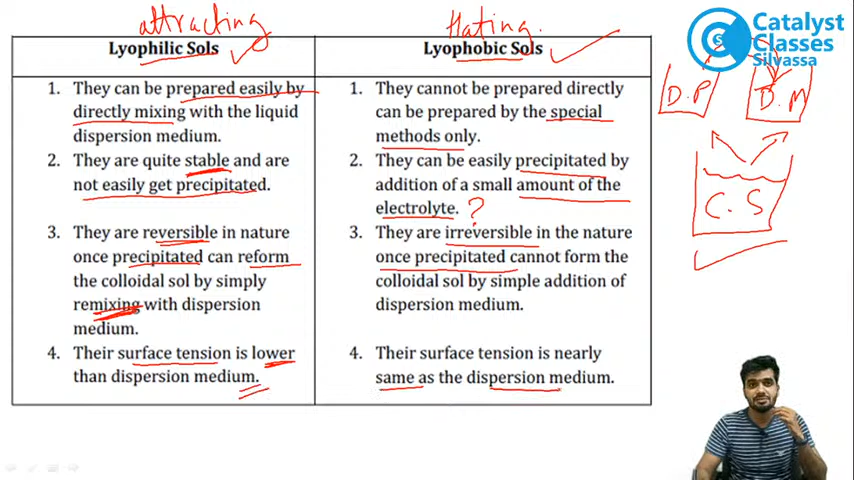 attracting
Hating.
Catalyst
Classes
Silvassa
Lyophilic Sols
Lyophobic Sols
1. They can be prepared easily by
directly mixing with the liquid
dispersion medium.
2. They are quite stable and are
not easily get precipitated.
3. They are reversible in nature
once precipitated can reform
the colloidal sol by simply
remixing with dispersion
medium.
4. Their surface tension is lower
than dispersion medium.
1. They cannot be prepared directly
can be prepared by the special
methods only.
2. They can be easily precipitated by
addition of a small amount of the
electrolyte. ?
3. They are irreversible in the nature
once precipitated cannot form the
colloidal sol by simple addition of
dispersion medium.
4. Their surface tension is nearly
same as the dispersion medium.
D.P
D.M
C.S